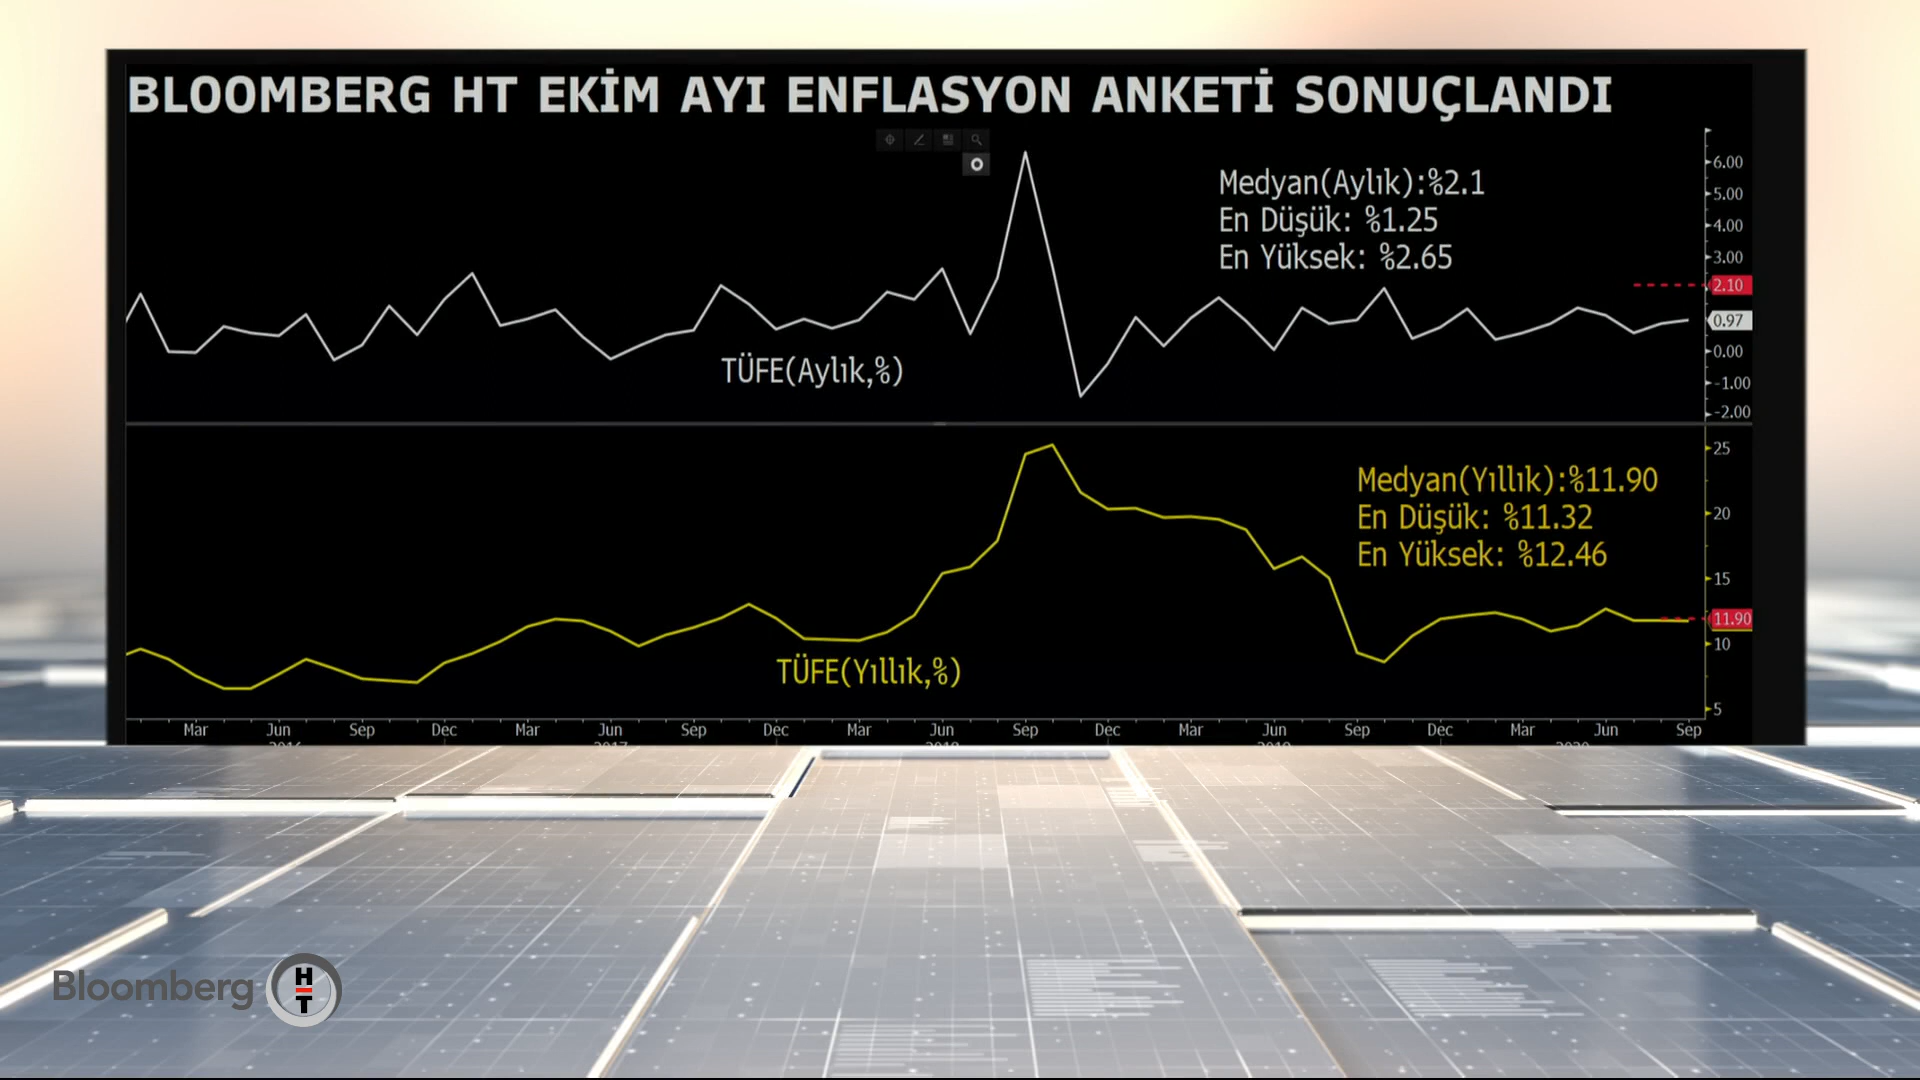 BLOOMBERG HT EKİM AYI ENFLASYON ANKETİ SONUÇLANDI
Medyan(Aylık):%2.1
En Düşük: %1.25
En Yüksek: %2.65
6.00
5.00
4.00
3.00
2.10
0.97
0.00
-1.00
-2.00
TÜFE(Aylık,%)
Medyan(Yıllık):%11.90
En Düşük: %11.32
En Yüksek: %12.46
25
20
15
11.90
10
5
TÜFE(Yıllık,%)
Mar Jun Sep Dec Mar Jun Sep Dec Mar Jun Sep Dec Mar Jun Sep Dec Mar Jun Sep
Bloomberg HT